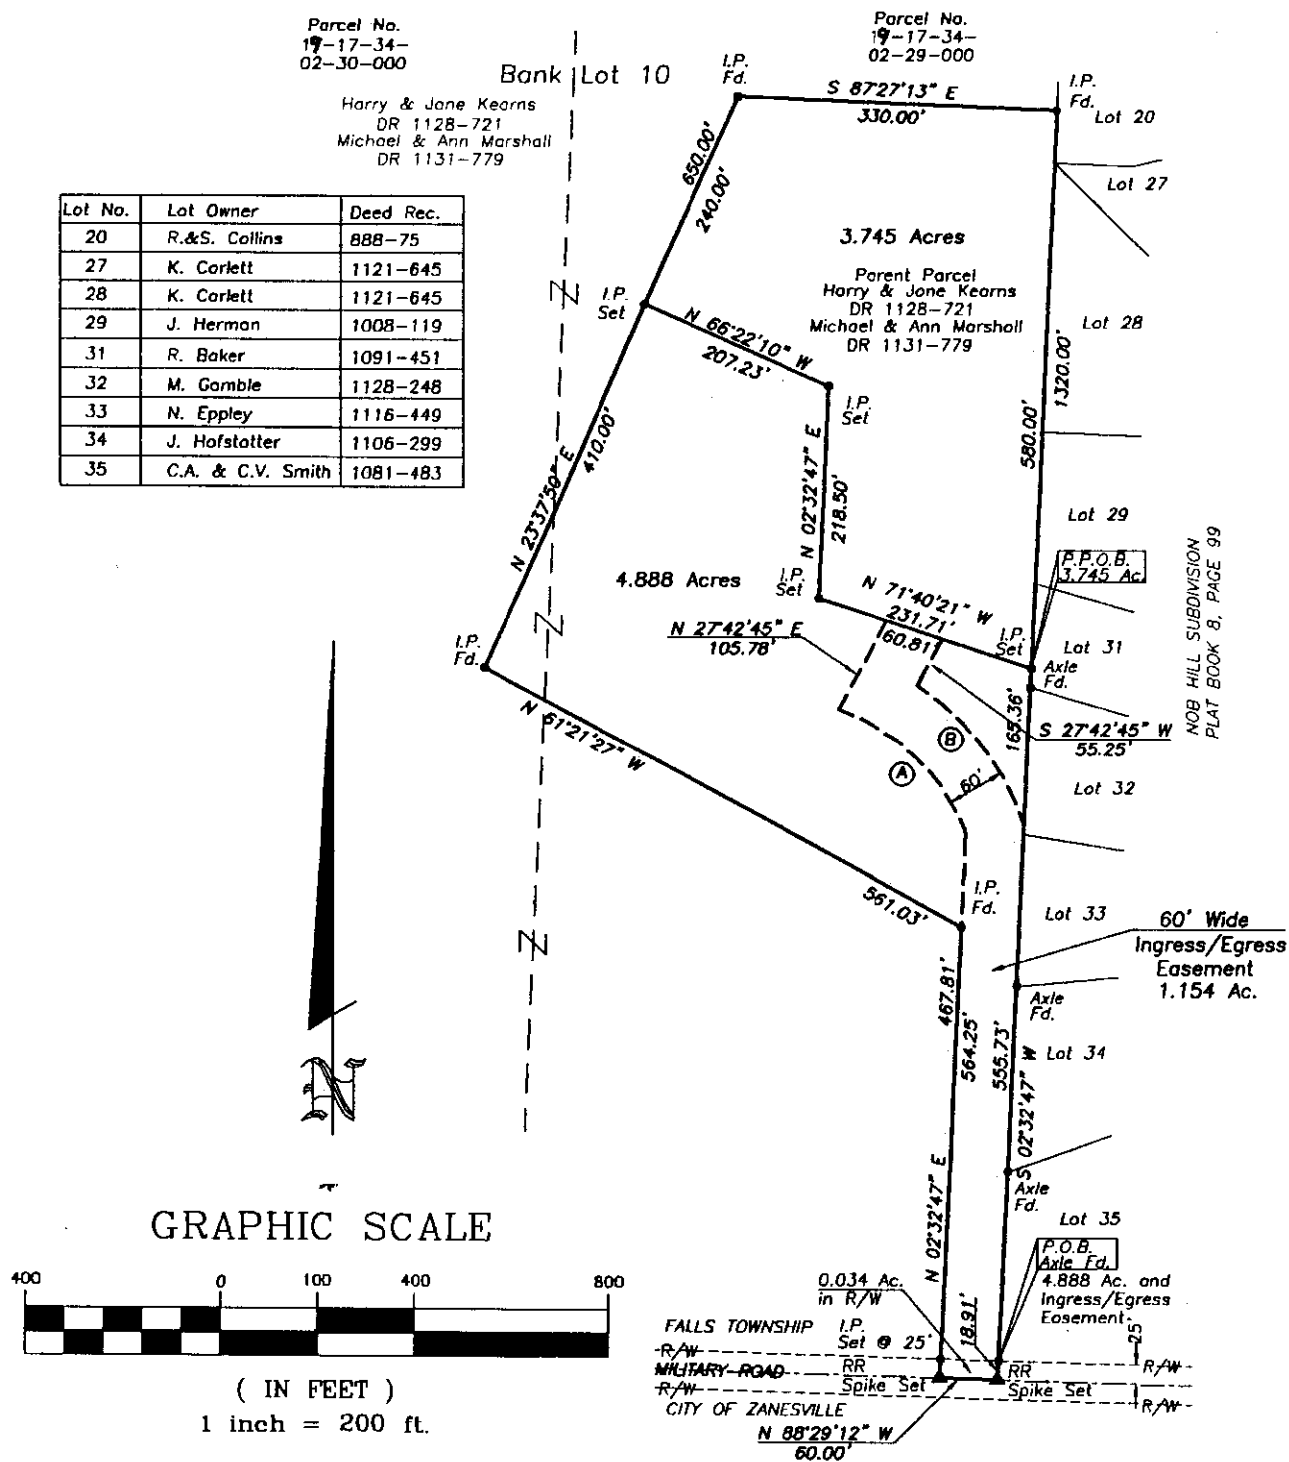 Parcel No.
19-17-34-
02-30-000
Parcel No.
19-17-34-
02-29-000
Bank Lot 10
Harry & Jane Kearns
DR 1128-721
Michael & Ann Marshall
DR 1131-779
I.P.
Fd.
S 87°27'13" E
330.00'
I.P.
Fd.
Lot 20
Lot 27
650.00'
240.00'
Lot No. Lot Owner Deed Rec.
20 R.&S. Collins 888-75
27 K. Corlett 1121-645
28 K. Corlett 1121-645
29 J. Herman 1008-119
31 R. Baker 1091-451
32 M. Gamble 1128-248
33 N. Eppley 1116-449
34 J. Hofstatter 1106-299
35 C.A. & C.V. Smith 1081-483
3.745 Acres
Parent Parcel
Harry & Jane Kearns
DR 1128-721
Michael & Ann Marshall
DR 1131-779
I.P.
Set
N 66°22'10" W
207.23'
Lot 28
1320.00'
580.00'
I.P.
Set
N 23°37'50" E
410.00'
N 02°32'47" E
218.50'
Lot 29
P.P.O.B.
3.745 Ac.
NOB HILL SUBDIVISION
PLAT BOOK 8, PAGE 99
4.888 Acres
I.P.
Set
N 71°40'21" W
231.71'
60.81'
N 27°42'45" E
105.78'
I.P.
Set
Lot 31
Axle
Fd.
I.P.
Fd.
165.36'
S 27°42'45" W
55.25'
N 61°21'27" W
561.03'
A
B
60'
Lot 32
I.P.
Fd.
Lot 33
60' Wide
Ingress/Egress
Easement
1.154 Ac.
467.81'
564.25'
555.73'
Axle
Fd.
Lot 34
S 02°32'47" W
N 02°32'47" E
N
Axle
Fd.
Lot 35
P.O.B.
Axle Fd.
4.888 Ac. and
Ingress/Egress
Easement
GRAPHIC SCALE
400 0 100 400 800
( IN FEET )
1 inch = 200 ft.
0.034 Ac.
in R/W
18.91'
25'
FALLS TOWNSHIP
I.P.
Set @ 25'
R/W
MILITARY ROAD
R/W
CITY OF ZANESVILLE
RR
Spike Set
RR
Spike Set
R/W
R/W
N 88°29'12" W
60.00'